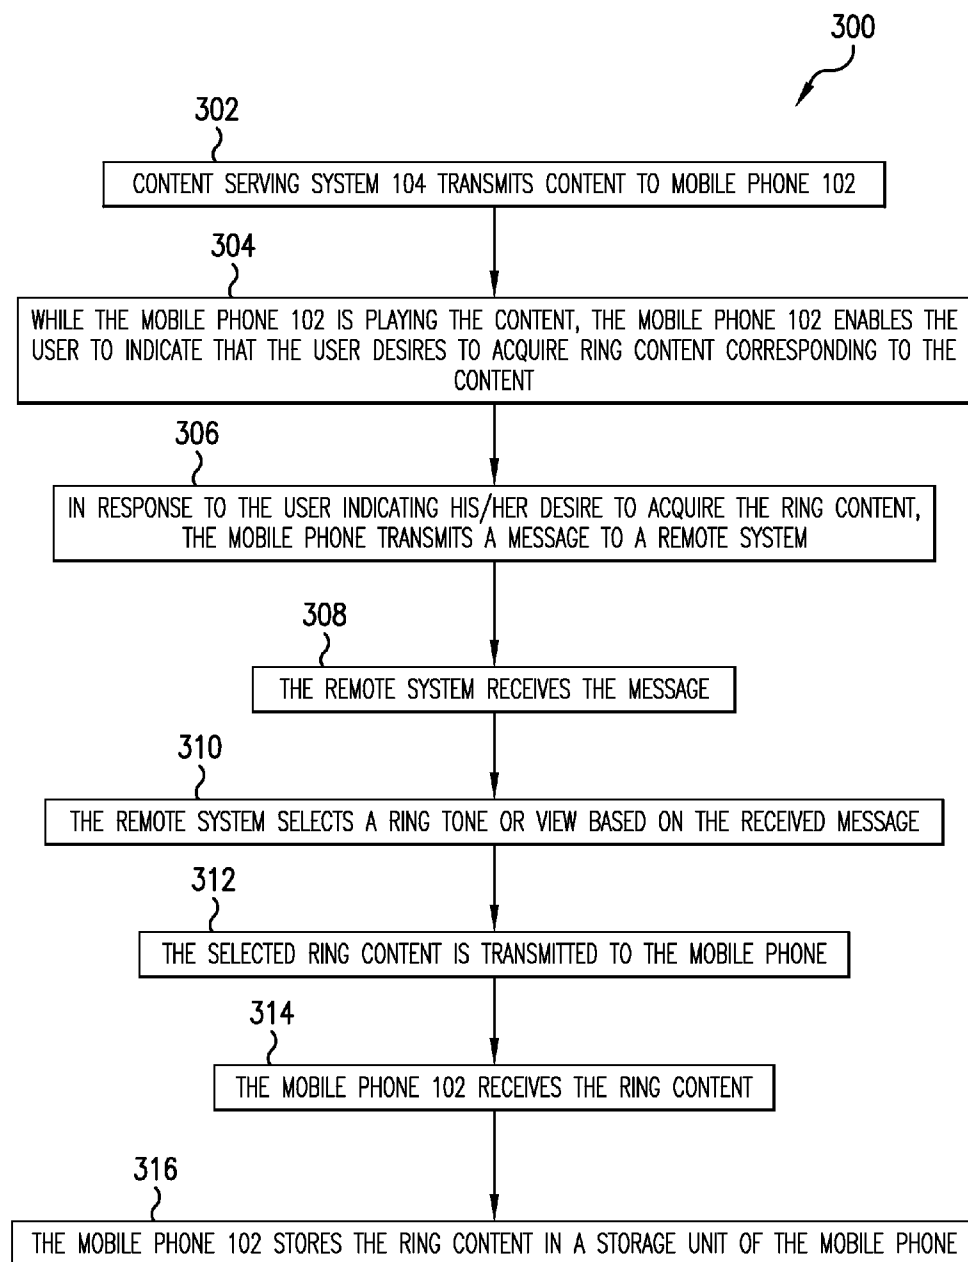 300
302
CONTENT SERVING SYSTEM 104 TRANSMITS CONTENT TO MOBILE PHONE 102
304
WHILE THE MOBILE PHONE 102 IS PLAYING THE CONTENT, THE MOBILE PHONE 102 ENABLES THE
USER TO INDICATE THAT THE USER DESIRES TO ACQUIRE RING CONTENT CORRESPONDING TO THE
CONTENT
306
IN RESPONSE TO THE USER INDICATING HIS/HER DESIRE TO ACQUIRE THE RING CONTENT,
THE MOBILE PHONE TRANSMITS A MESSAGE TO A REMOTE SYSTEM
308
THE REMOTE SYSTEM RECEIVES THE MESSAGE
310
THE REMOTE SYSTEM SELECTS A RING TONE OR VIEW BASED ON THE RECEIVED MESSAGE
312
THE SELECTED RING CONTENT IS TRANSMITTED TO THE MOBILE PHONE
314
THE MOBILE PHONE 102 RECEIVES THE RING CONTENT
316
THE MOBILE PHONE 102 STORES THE RING CONTENT IN A STORAGE UNIT OF THE MOBILE PHONE